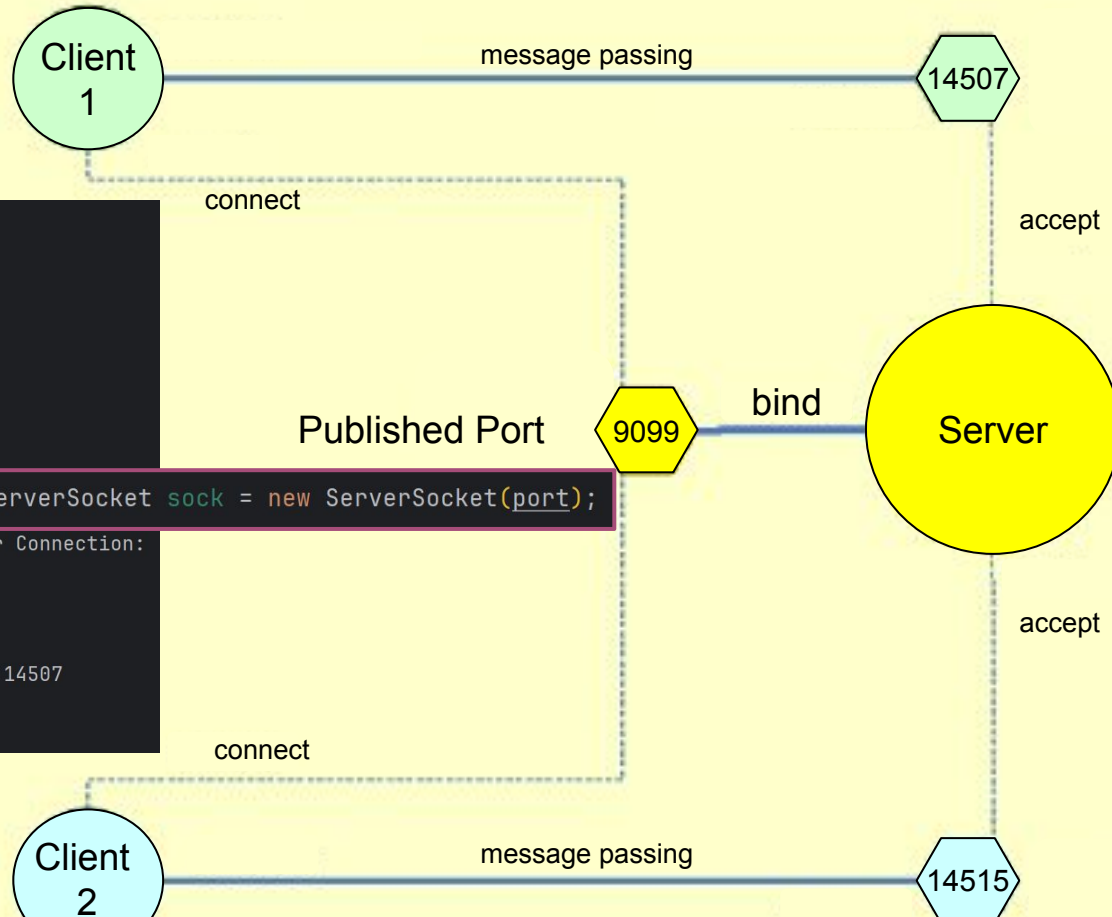 Client
1
message passing
14507
connect
accept
Published Port
9099
bind
Server
ServerSocket sock = new ServerSocket(port);
Connection:
14507
accept
connect
Client
2
message passing
14515